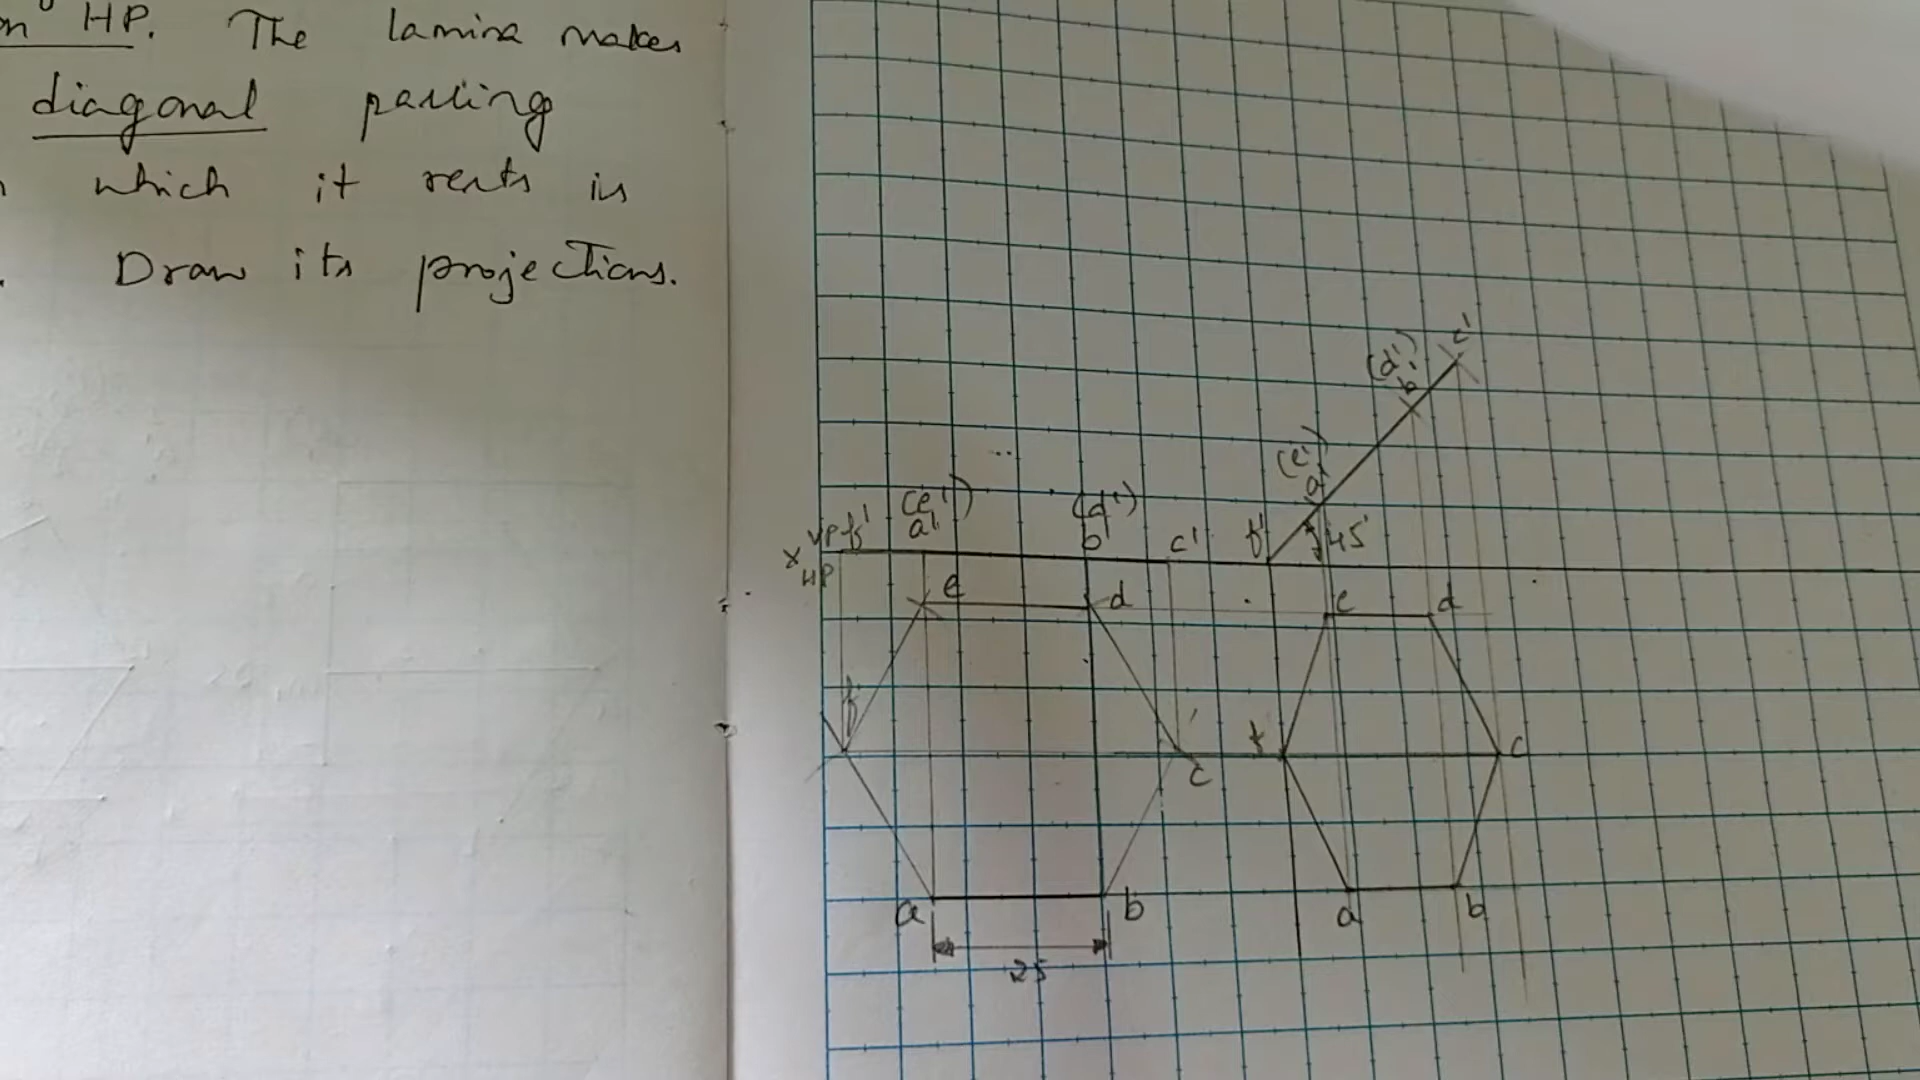 HP. The lamina makes
diagonal passing
which it rests is
Draw its projections.
c'
(d')
b'
(e')
a'
(e') (d')
X VP f' a' b' c' f' 45°
HP
e d e d
f f c
c
a b a b
25